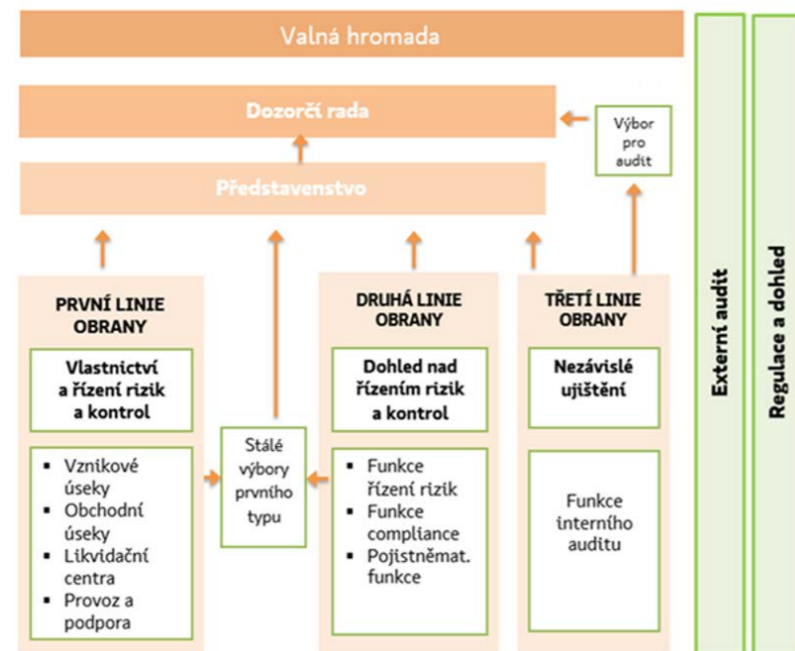 Valná hromada
Dozorčí rada
Výbor
pro
audit
Představenstvo
PRVNÍ LINIE
OBRANY
Vlastnictví
a řízení rizik
a kontrol
▪ Vznikové
úseky
▪ Obchodní
úseky
▪ Likvidační
centra
▪ Provoz a
podpora
Stálé
výbory
prvního
typu
DRUHÁ LINIE
OBRANY
Dohled nad
řízením rizik
a kontrol
▪ Funkce
řízení rizik
▪ Funkce
compliance
▪ Pojistněmat.
funkce
TŘETÍ LINIE
OBRANY
Nezávislé
ujištění
Funkce
interního
auditu
Externí audit
Regulace a dohled